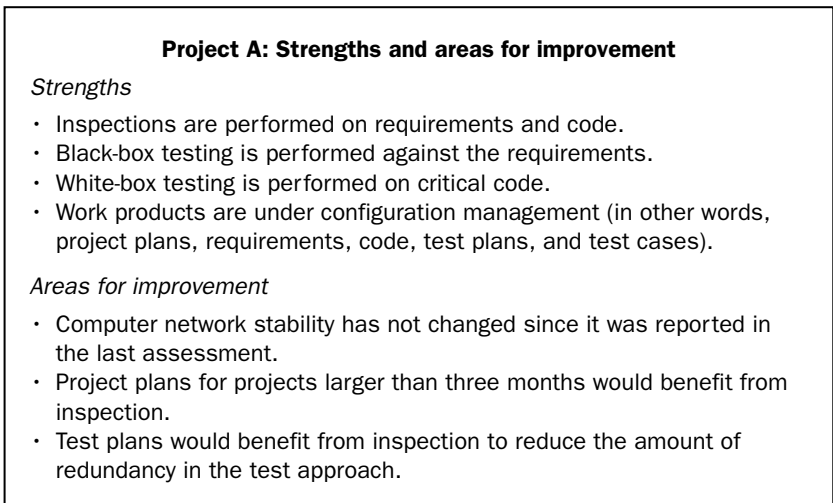 Project A: Strengths and areas for improvement
Strengths
· Inspections are performed on requirements and code.
· Black-box testing is performed against the requirements.
· White-box testing is performed on critical code.
· Work products are under configuration management (in other words,
project plans, requirements, code, test plans, and test cases).
Areas for improvement
· Computer network stability has not changed since it was reported in
the last assessment.
· Project plans for projects larger than three months would benefit from
inspection.
· Test plans would benefit from inspection to reduce the amount of
redundancy in the test approach.